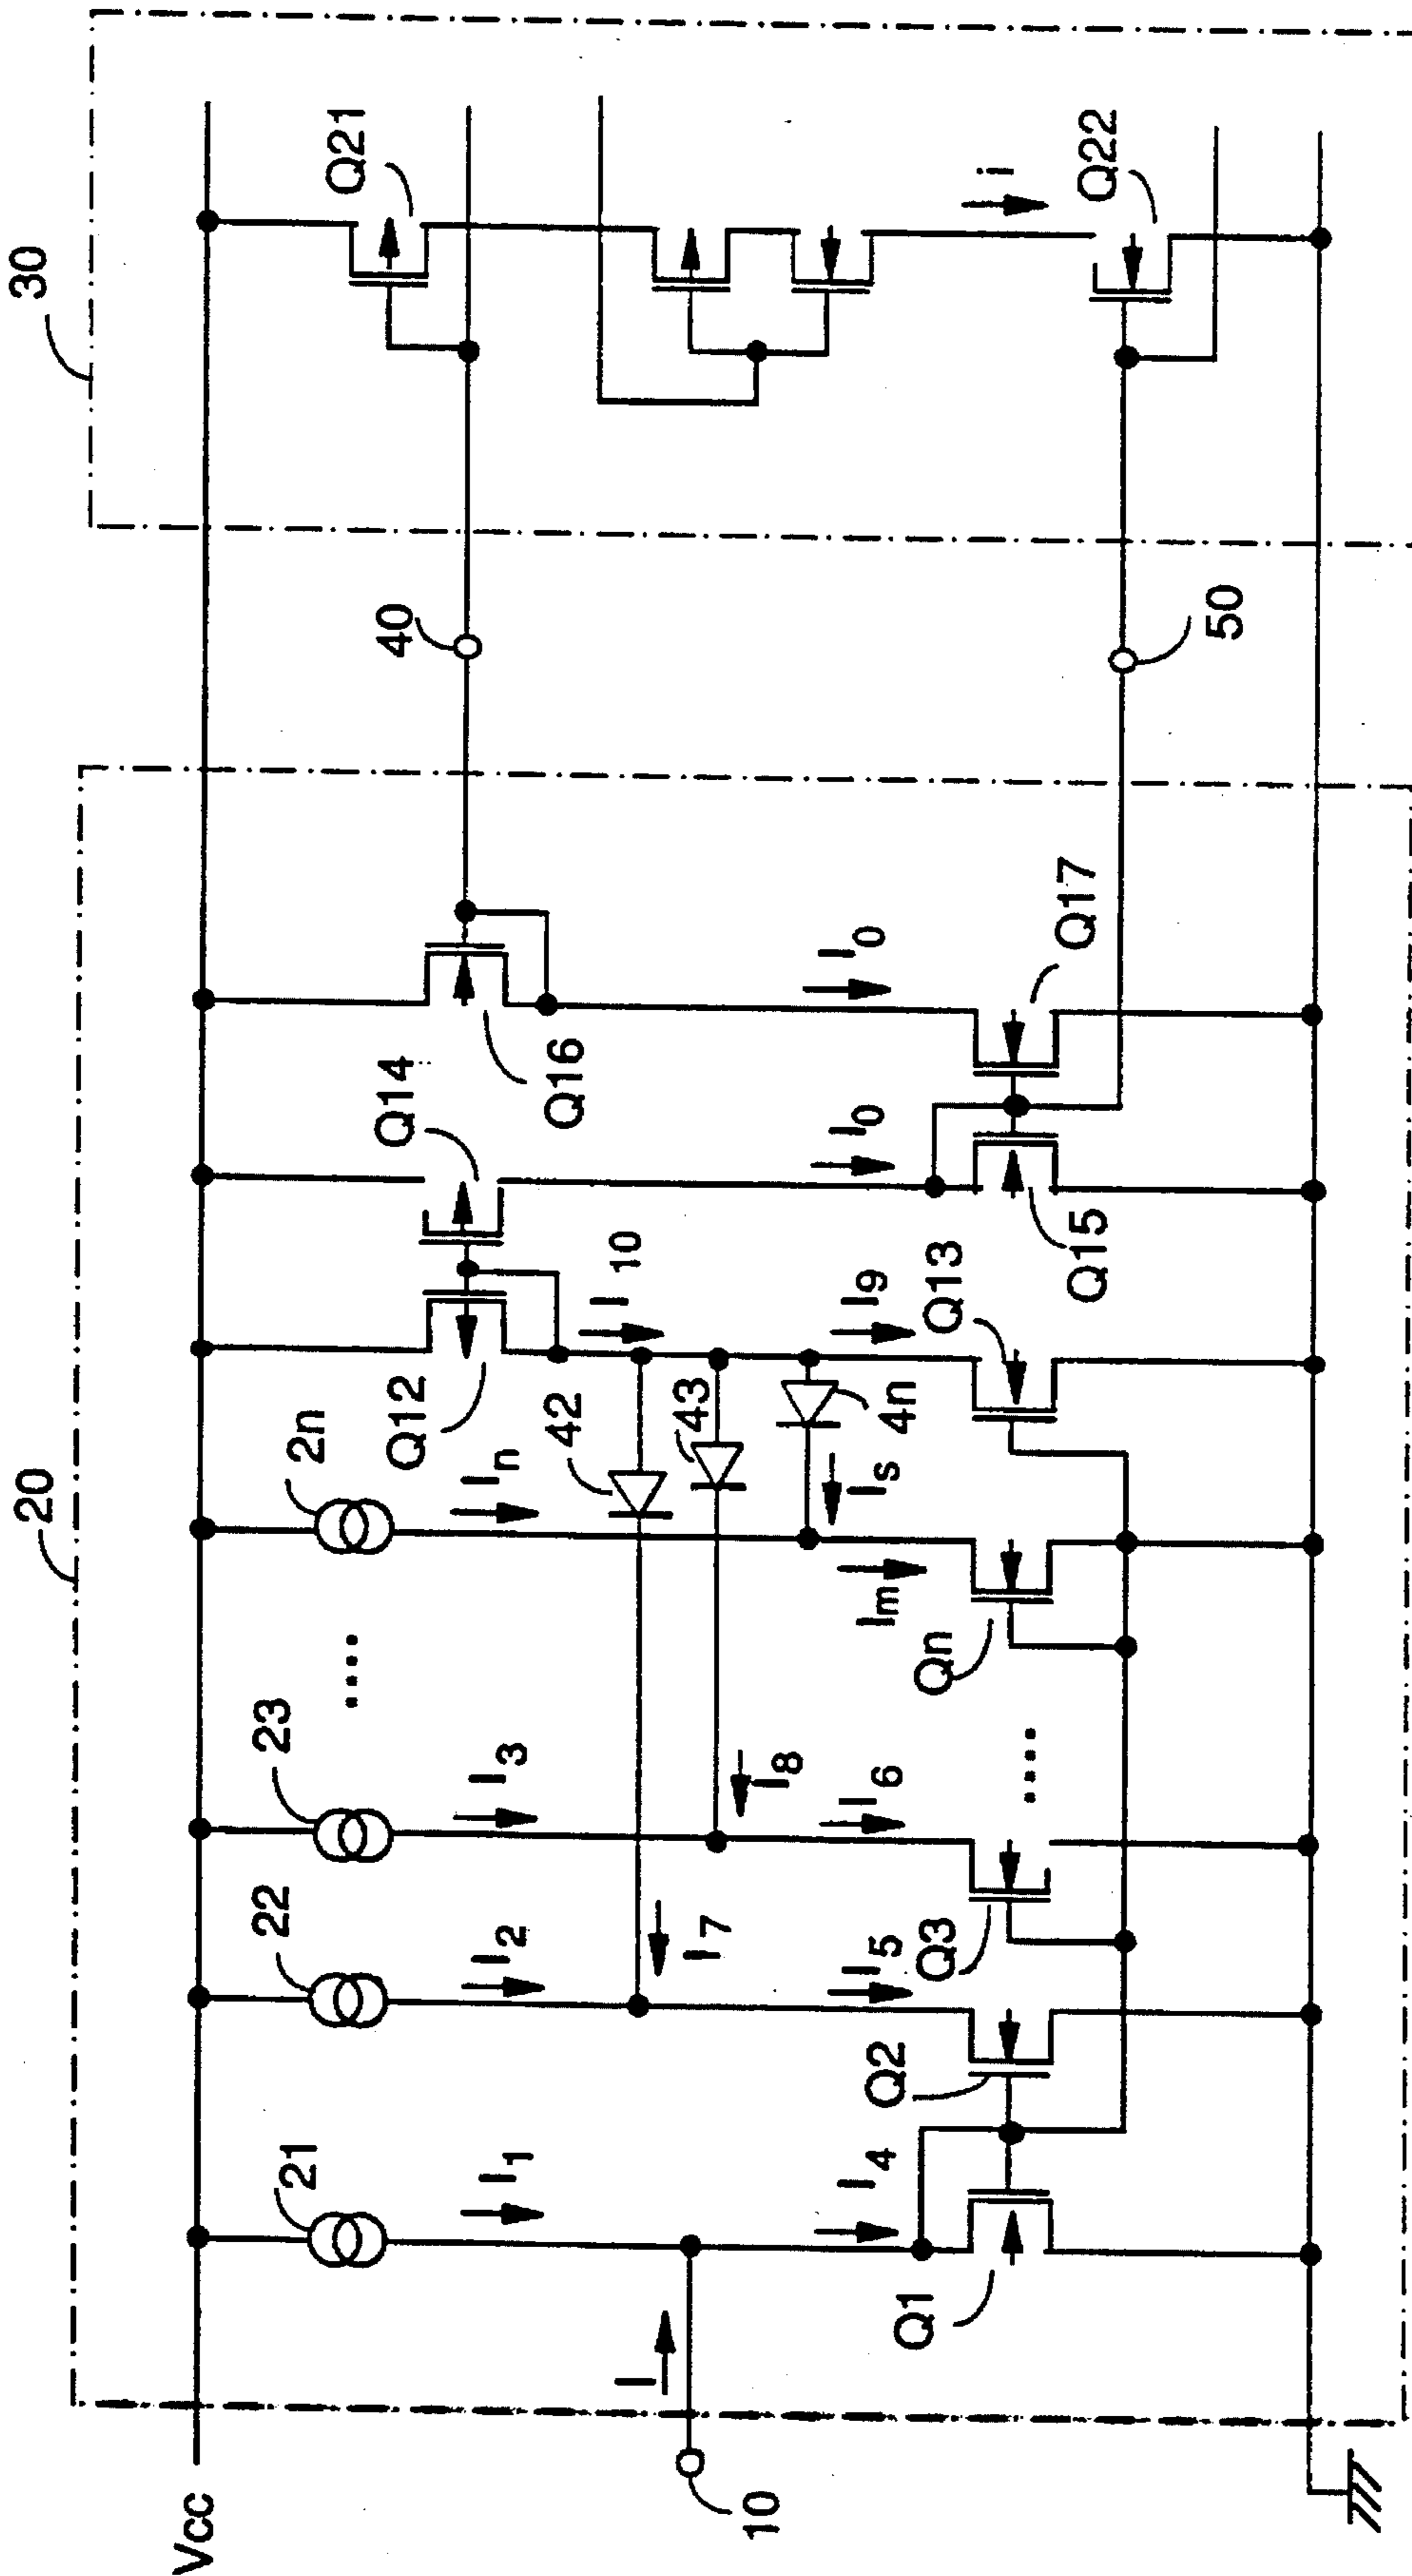 20
30
Vcc
21
22
23
....
2n
Q12
Q14
Q16
40
Q21
I1
I2
I3
In
I10
42
43
4n
I
10
I7
I8
Is
I4
I5
I6
Im
I9
I0
I0
i
Q1
Q2
Q3
....
Qn
Q13
Q15
Q17
50
Q22